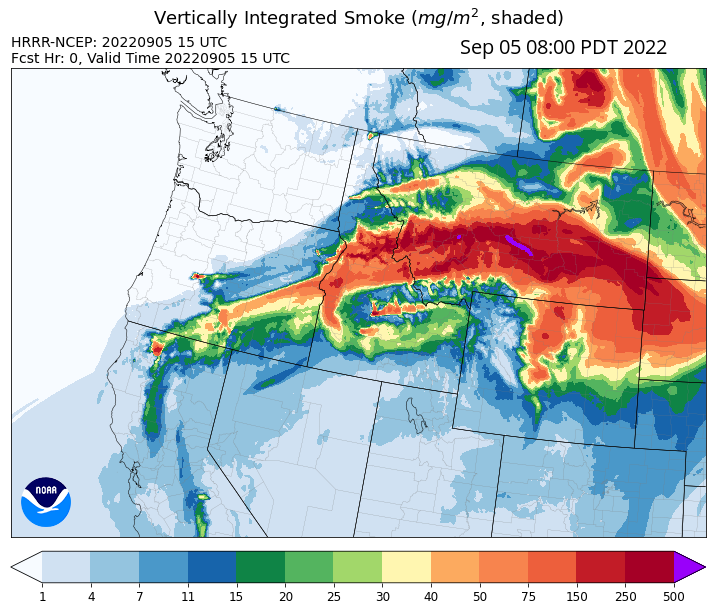 Vertically Integrated Smoke (mg/m², shaded)
HRRR-NCEP: 20220905 15 UTC
Fcst Hr: 0, Valid Time 20220905 15 UTC
Sep 05 08:00 PDT 2022
NOAA
1 4 7 11 15 20 25 30 40 50 75 150 250 500